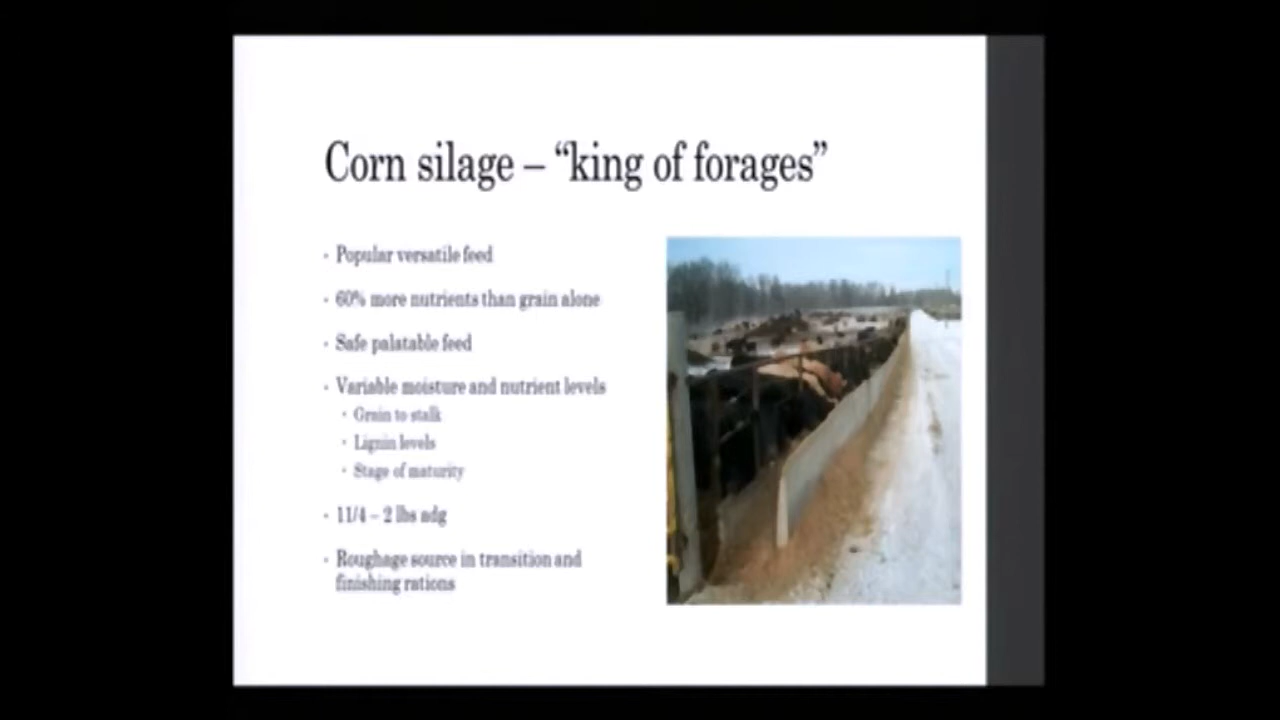 Corn silage – “king of forages”
· Popular versatile feed
· 60% more nutrients than grain alone
· Safe palatable feed
· Variable moisture and nutrient levels
· Grain to stalk
· Lignin levels
· Stage of maturity
· 11/4 – 2 lbs adg
· Roughage source in transition and
finishing rations